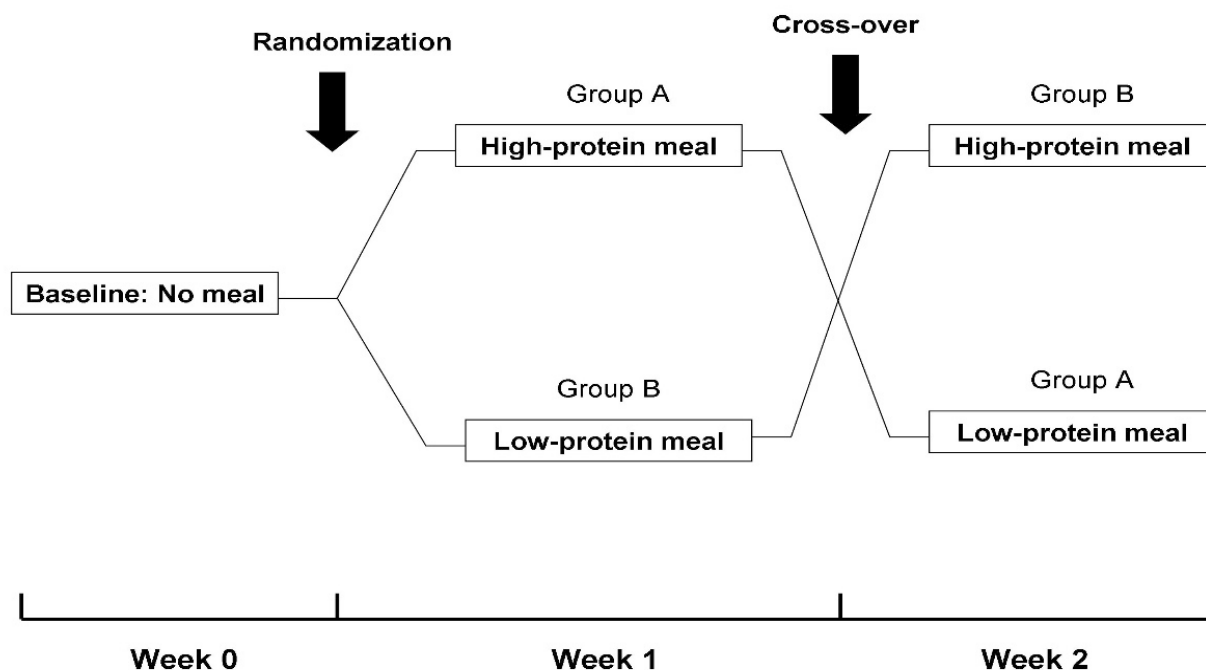 Randomization
Cross-over
Group A
High-protein meal
Group B
High-protein meal
Baseline: No meal
Group B
Low-protein meal
Group A
Low-protein meal
Week 0
Week 1
Week 2